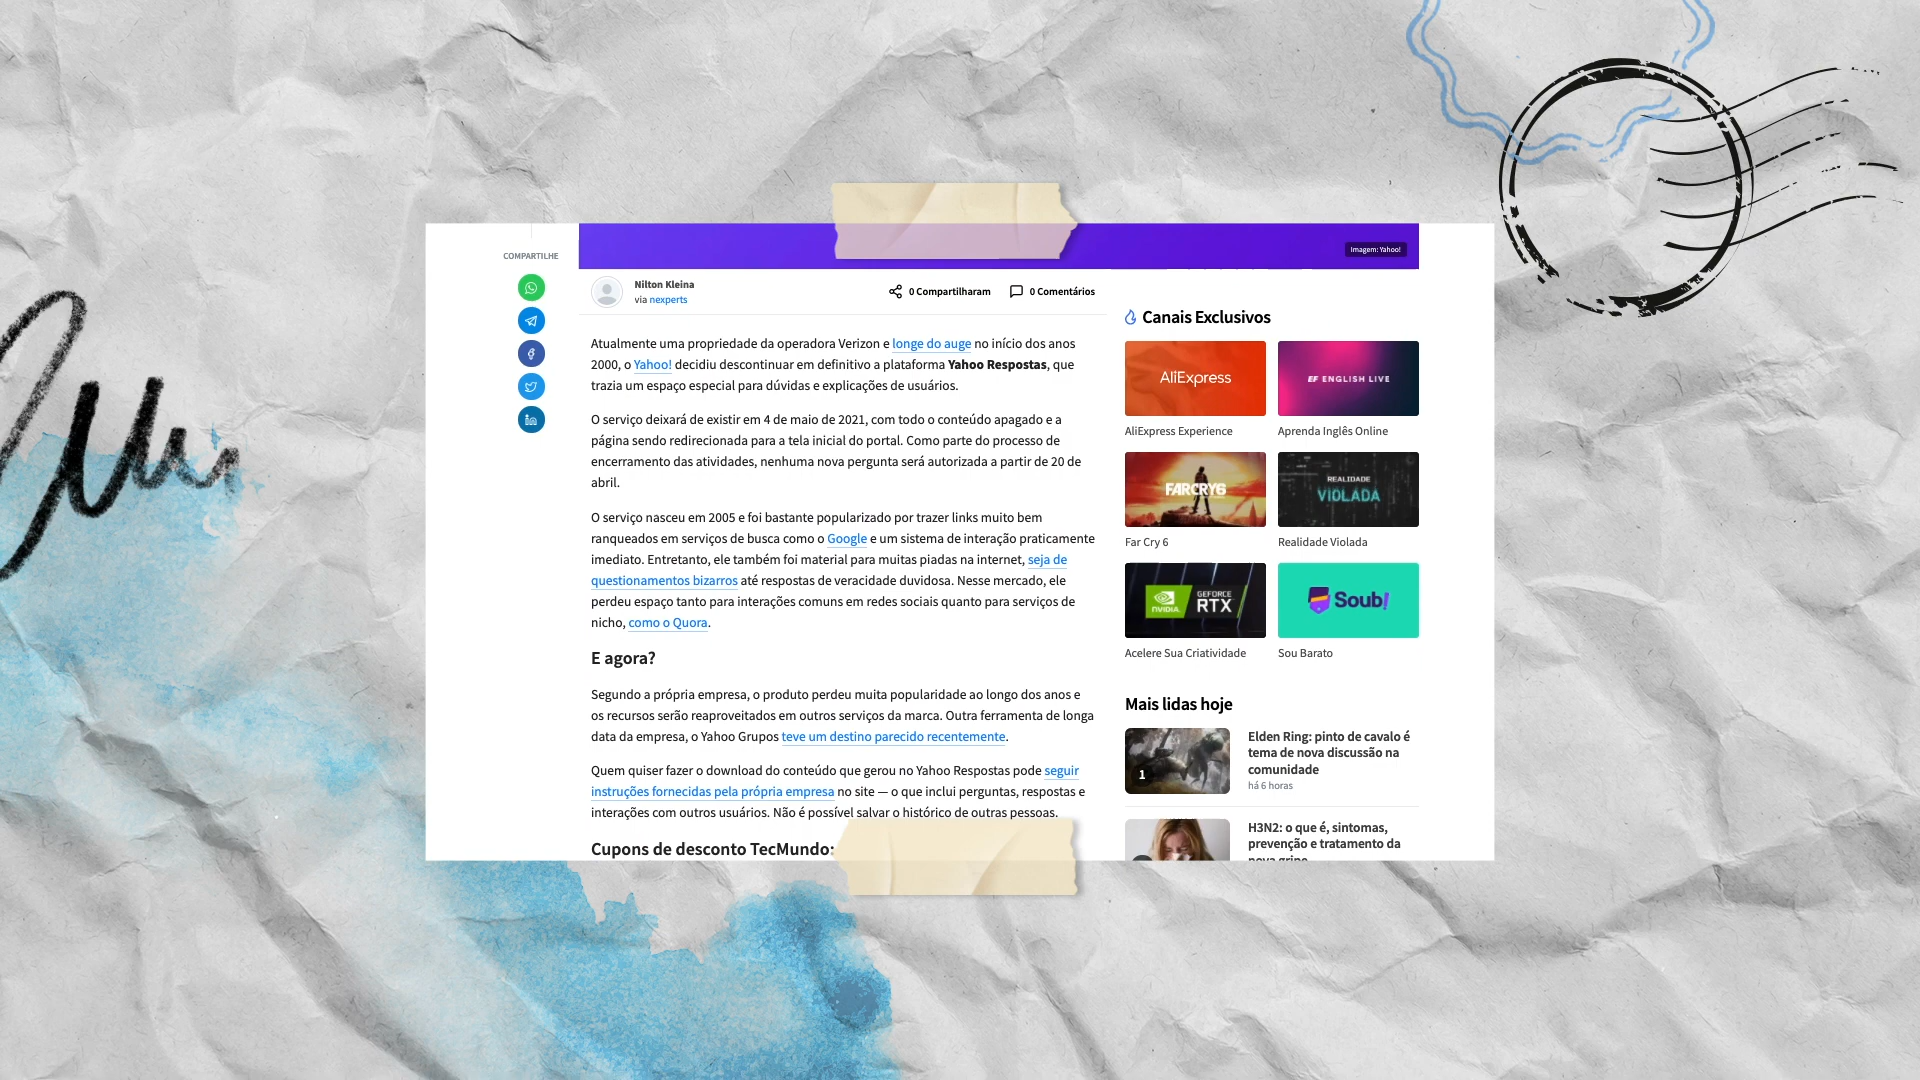 COMPARTILHE
Imagem: Yahoo!
Nilton Kleina
via nexperts
0 Compartilharam
0 Comentários
Atualmente uma propriedade da operadora Verizon e longe do auge no início dos anos
2000, o Yahoo! decidiu descontinuar em definitivo a plataforma Yahoo Respostas, que
trazia um espaço especial para dúvidas e explicações de usuários.
O serviço deixará de existir em 4 de maio de 2021, com todo o conteúdo apagado e a
página sendo redirecionada para a tela inicial do portal. Como parte do processo de
encerramento das atividades, nenhuma nova pergunta será autorizada a partir de 20 de
abril.
O serviço nasceu em 2005 e foi bastante popularizado por trazer links muito bem
ranqueados em serviços de busca como o Google e um sistema de interação praticamente
imediato. Entretanto, ele também foi material para muitas piadas na internet, seja de
questionamentos bizarros até respostas de veracidade duvidosa. Nesse mercado, ele
perdeu espaço tanto para interações comuns em redes sociais quanto para serviços de
nicho, como o Quora.
E agora?
Segundo a própria empresa, o produto perdeu muita popularidade ao longo dos anos e
os recursos serão reaproveitados em outros serviços da marca. Outra ferramenta de longa
data da empresa, o Yahoo Grupos teve um destino parecido recentemente.
Quem quiser fazer o download do conteúdo que gerou no Yahoo Respostas pode seguir
instruções fornecidas pela própria empresa no site — o que inclui perguntas, respostas e
interações com outros usuários. Não é possível salvar o histórico de outras pessoas.
Cupons de desconto TecMundo:
Canais Exclusivos
AliExpress
EF ENGLISH LIVE
AliExpress Experience
Aprenda Inglês Online
FARCRY6
REALIDADE
VIOLADA
Far Cry 6
Realidade Violada
NVIDIA.
GEFORCE
RTX
Soub!
Acelere Sua Criatividade
Sou Barato
Mais lidas hoje
1
Elden Ring: pinto de cavalo é
tema de nova discussão na
comunidade
há 6 horas
H3N2: o que é, sintomas,
prevenção e tratamento da
nova gripe